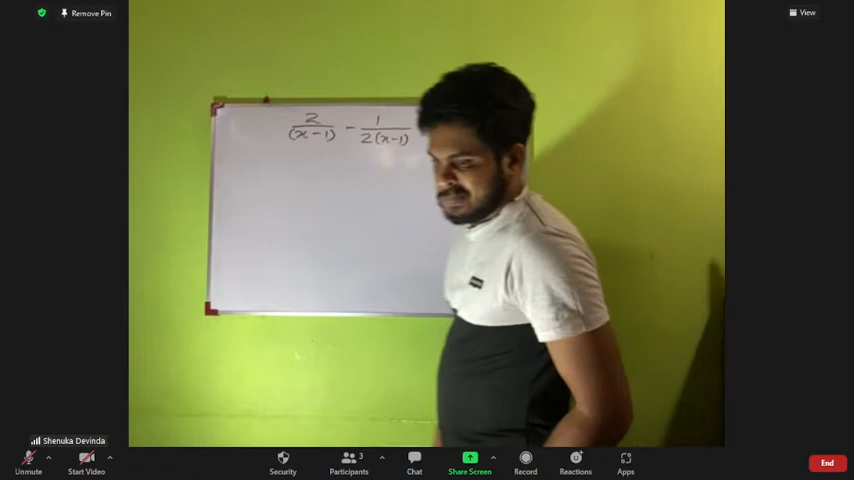 Remove Pin
View
2/(x-1) - 1/2(x-1)
Shenuka Devinda
Unmute
Start Video
Security
Participants 3
Chat
Share Screen
Record
Reactions
Apps
End